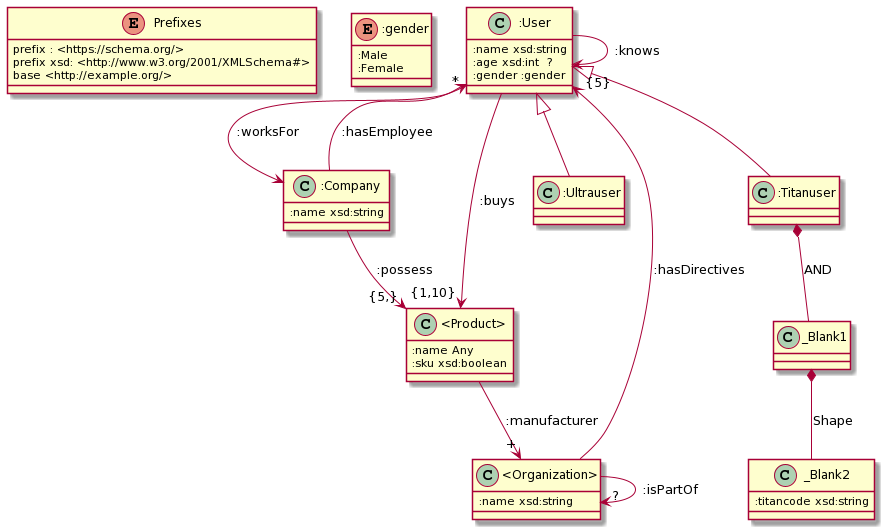 E Prefixes
prefix : <https://schema.org/>
prefix xsd: <http://www.w3.org/2001/XMLSchema#>
base <http://example.org/>
E :gender
:Male
:Female
C :User
:name xsd:string
:age xsd:int ?
:gender :gender
:knows
{5}
*
:worksFor
:hasEmployee
C :Company
:name xsd:string
:buys
C :Ultrauser
C :Titanuser
:possess
{5,}
{1,10}
:hasDirectives
AND
C <Product>
:name Any
:sku xsd:boolean
C _Blank1
:manufacturer
+
Shape
C <Organization>
:name xsd:string
?
:isPartOf
C _Blank2
:titancode xsd:string